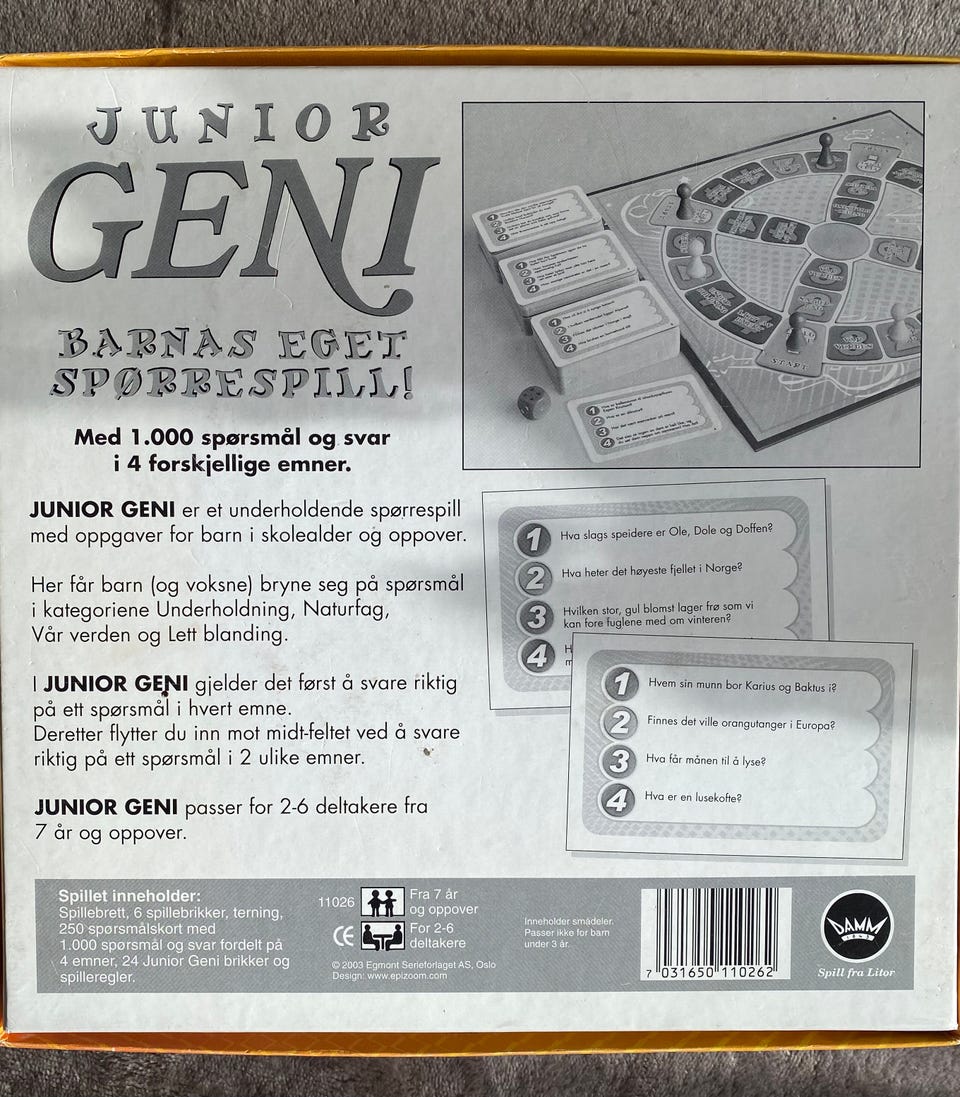 JUNIOR
GENI
BARNAS EGET
SPØRRESPILL!
Med 1.000 spørsmål og svar
i 4 forskjellige emner.
JUNIOR GENI er et underholdende spørrespill
med oppgaver for barn i skolealder og oppover.
Her får barn (og voksne) bryne seg på spørsmål
i kategoriene Underholdning, Naturfag,
Vår verden og Lett blanding.
I JUNIOR GENI gjelder det først å svare riktig
på ett spørsmål i hvert emne.
Deretter flytter du inn mot midt-feltet ved å svare
riktig på ett spørsmål i 2 ulike emner.
JUNIOR GENI passer for 2-6 deltakere fra
7 år og oppover.
START
1 Hva slags speidere er Ole, Dole og Doffen?
2 Hva heter det høyeste fjellet i Norge?
3 Hvilken stor, gul blomst lager frø som vi
kan fore fuglene med om vinteren?
4
1 Hvem sin munn bor Karius og Baktus i?
2 Finnes det ville orangutanger i Europa?
3 Hva får månen til å lyse?
4 Hva er en lusekofte?
Spillet inneholder:
Spillebrett, 6 spillebrikker, terning,
250 spørsmålskort med
1.000 spørsmål og svar fordelt på
4 emner, 24 Junior Geni brikker og
spilleregler.
11026
Fra 7 år
og oppover
CE
For 2-6
deltakere
© 2003 Egmont Serieforlaget AS, Oslo
Design: www.epizoom.com
Inneholder smådeler.
Passer ikke for barn
under 3 år.
7 031650 110262
DAMM
1843
Spill fra Litor